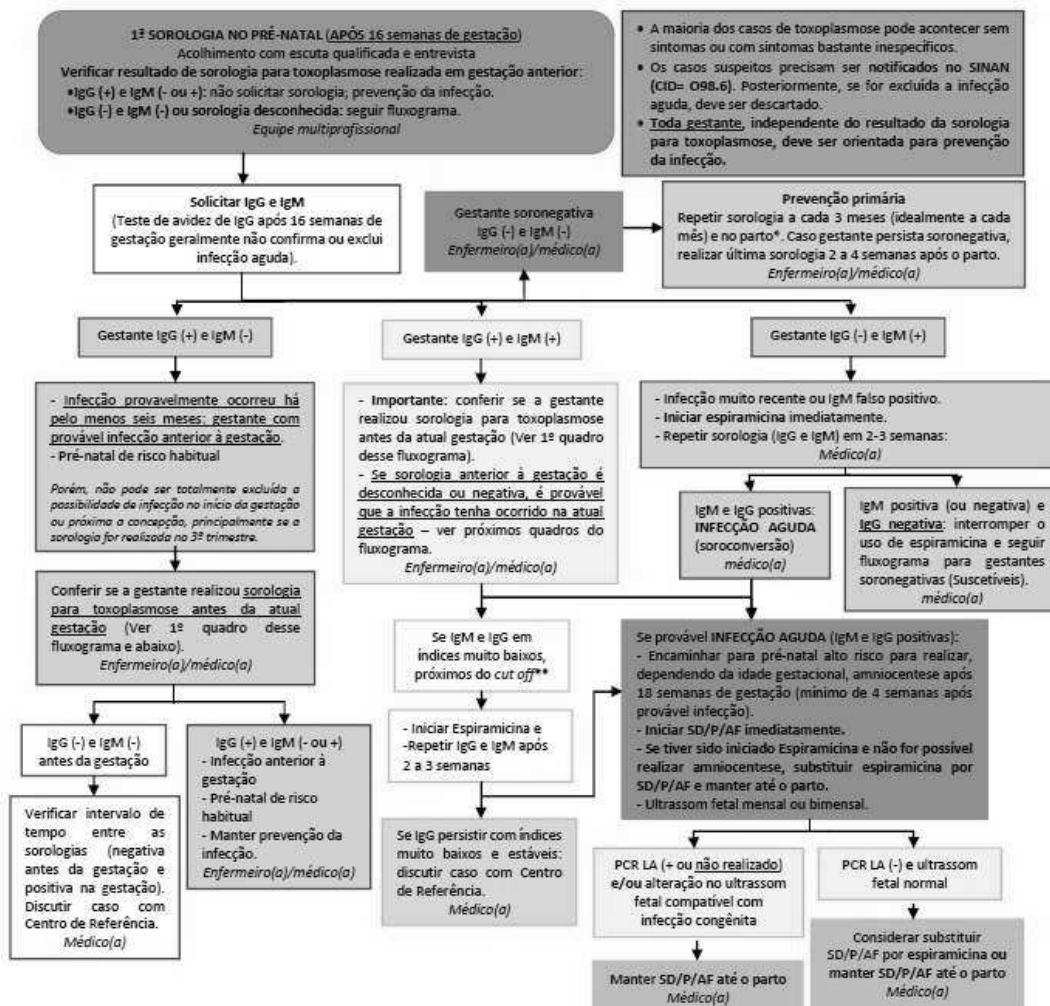 1ª SOROLOGIA NO PRÉ-NATAL (APÓS 16 semanas de gestação)
Acolhimento com escuta qualificada e entrevista
Verificar resultado de sorologia para toxoplasmose realizada em gestação anterior:
•IgG (+) e IgM (- ou +): não solicitar sorologia; prevenção da infecção.
•IgG (-) e IgM (-) ou sorologia desconhecida: seguir fluxograma.
Equipe multiprofissional
• A maioria dos casos de toxoplasmose pode acontecer sem
sintomas ou com sintomas bastante inespecíficos.
• Os casos suspeitos precisam ser notificados no SINAN
(CID= O98.6). Posteriormente, se for excluída a infecção
aguda, deve ser descartado.
• Toda gestante, independente do resultado da sorologia
para toxoplasmose, deve ser orientada para prevenção
da infecção.
Solicitar IgG e IgM
(Teste de avidez de IgG após 16 semanas de
gestação geralmente não confirma ou exclui
infecção aguda).
Gestante soronegativa
IgG (-) e IgM (-)
Enfermeiro(a)/médico(a)
Prevenção primária
Repetir sorologia a cada 3 meses (idealmente a cada
mês) e no parto*. Caso gestante persista soronegativa,
realizar última sorologia 2 a 4 semanas após o parto.
Enfermeiro(a)/médico(a)
Gestante IgG (+) e IgM (-)
Gestante IgG (+) e IgM (+)
Gestante IgG (-) e IgM (+)
- Infecção provavelmente ocorreu há
pelo menos seis meses: gestante com
provável infecção anterior à gestação.
- Pré-natal de risco habitual
Porém, não pode ser totalmente excluída a
possibilidade de infecção no início da gestação
ou próxima a concepção, principalmente se a
sorologia for realizada no 3º trimestre.
- Importante: conferir se a gestante
realizou sorologia para toxoplasmose
antes da atual gestação (Ver 1º quadro
desse fluxograma).
- Se sorologia anterior à gestação é
desconhecida ou negativa, é provável
que a infecção tenha ocorrido na atual
gestação – ver próximos quadros do
fluxograma.
Enfermeiro(a)/médico(a)
- Infecção muito recente ou IgM falso positivo.
- Iniciar espiramicina imediatamente.
- Repetir sorologia (IgG e IgM) em 2-3 semanas:
Médico(a)
IgM e IgG positivas:
INFECÇÃO AGUDA
(soroconversão)
médico(a)
IgM positiva (ou negativa) e
IgG negativa: interromper o
uso de espiramicina e seguir
fluxograma para gestantes
soronegativas (Suscetíveis).
médico(a)
Conferir se a gestante realizou sorologia
para toxoplasmose antes da atual
gestação (Ver 1º quadro desse
fluxograma e abaixo).
Enfermeiro(a)/médico(a)
Se IgM e IgG em
índices muito baixos,
próximos do cut off**
Se provável INFECÇÃO AGUDA (IgM e IgG positivas):
- Encaminhar para pré-natal alto risco para realizar,
dependendo da idade gestacional, amniocentese após
18 semanas de gestação (mínimo de 4 semanas após
provável infecção).
- Iniciar SD/P/AF imediatamente.
- Se tiver sido iniciado Espiramicina e não for possível
realizar amniocentese, substituir espiramicina por
SD/P/AF e manter até o parto.
- Ultrassom fetal mensal ou bimensal.
IgG (-) e IgM (-)
antes da gestação
IgG (+) e IgM (- ou +)
- Infecção anterior à
gestação
- Pré-natal de risco
habitual
- Manter prevenção da
infecção.
Enfermeiro(a)/médico(a)
- Iniciar Espiramicina e
-Repetir IgG e IgM após
2 a 3 semanas
Verificar intervalo de
tempo entre as
sorologias (negativa
antes da gestação e
positiva na gestação).
Discutir caso com
Centro de Referência.
Médico(a)
Se IgG persistir com índices
muito baixos e estáveis:
discutir caso com Centro
de Referência.
Médico(a)
PCR LA (+ ou não realizado)
e/ou alteração no ultrassom
fetal compatível com
infecção congênita
PCR LA (-) e ultrassom
fetal normal
Manter SD/P/AF até o parto
Médico(a)
Considerar substituir
SD/P/AF por espiramicina ou
manter SD/P/AF até o parto
Médico(a)